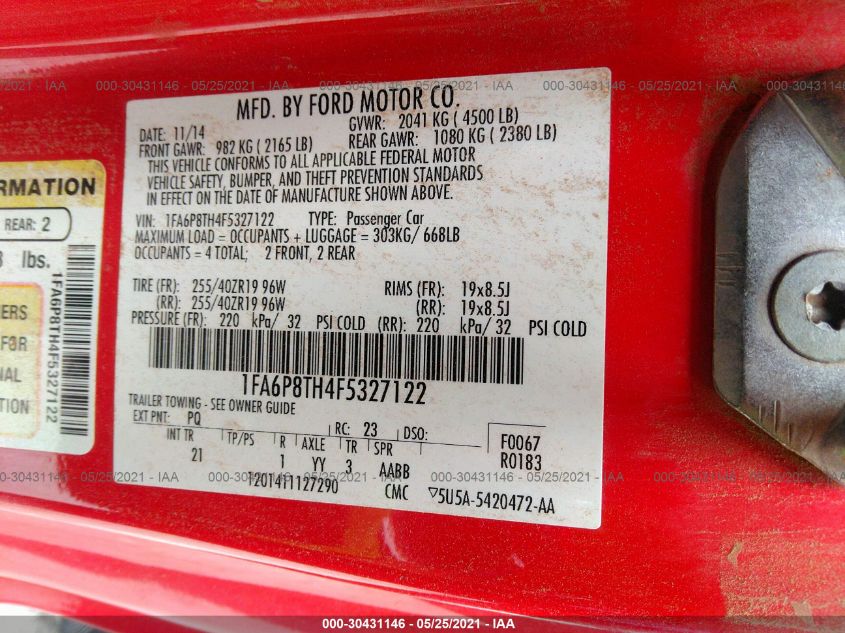 000-30431146 - 05/25/2021 - IAA
MFD. BY FORD MOTOR CO.
DATE: 11/14
GVWR: 2041 KG ( 4500 LB)
FRONT GAWR: 982 KG ( 2165 LB)
REAR GAWR: 1080 KG ( 2380 LB)
THIS VEHICLE CONFORMS TO ALL APPLICABLE FEDERAL MOTOR
VEHICLE SAFETY, BUMPER, AND THEFT PREVENTION STANDARDS
IN EFFECT ON THE DATE OF MANUFACTURE SHOWN ABOVE.
VIN: 1FA6P8TH4F5327122 TYPE: Passenger Car
MAXIMUM LOAD = OCCUPANTS + LUGGAGE = 303KG/ 668LB
OCCUPANTS = 4 TOTAL; 2 FRONT, 2 REAR
TIRE (FR): 255/40ZR19 96W RIMS (FR): 19x8.5J
(RR): 255/40ZR19 96W (RR): 19x8.5J
PRESSURE (FR): 220 kPa/ 32 PSI COLD (RR): 220 kPa/ 32 PSI COLD
1FA6P8TH4F5327122
TRAILER TOWING - SEE OWNER GUIDE
EXT PNT: PQ RC: 23 DSO: F0067
INT TR TP/PS R AXLE TR SPR R0183
21 1 YY 3 AABB
1201411127290 CMC ▽5U5A-5420472-AA
RMATION
REAR: 2
lbs.
1FA6P8TH4F5327122
NERS
FOR
NAL
000-30431146 - 05/25/2021 - IAA